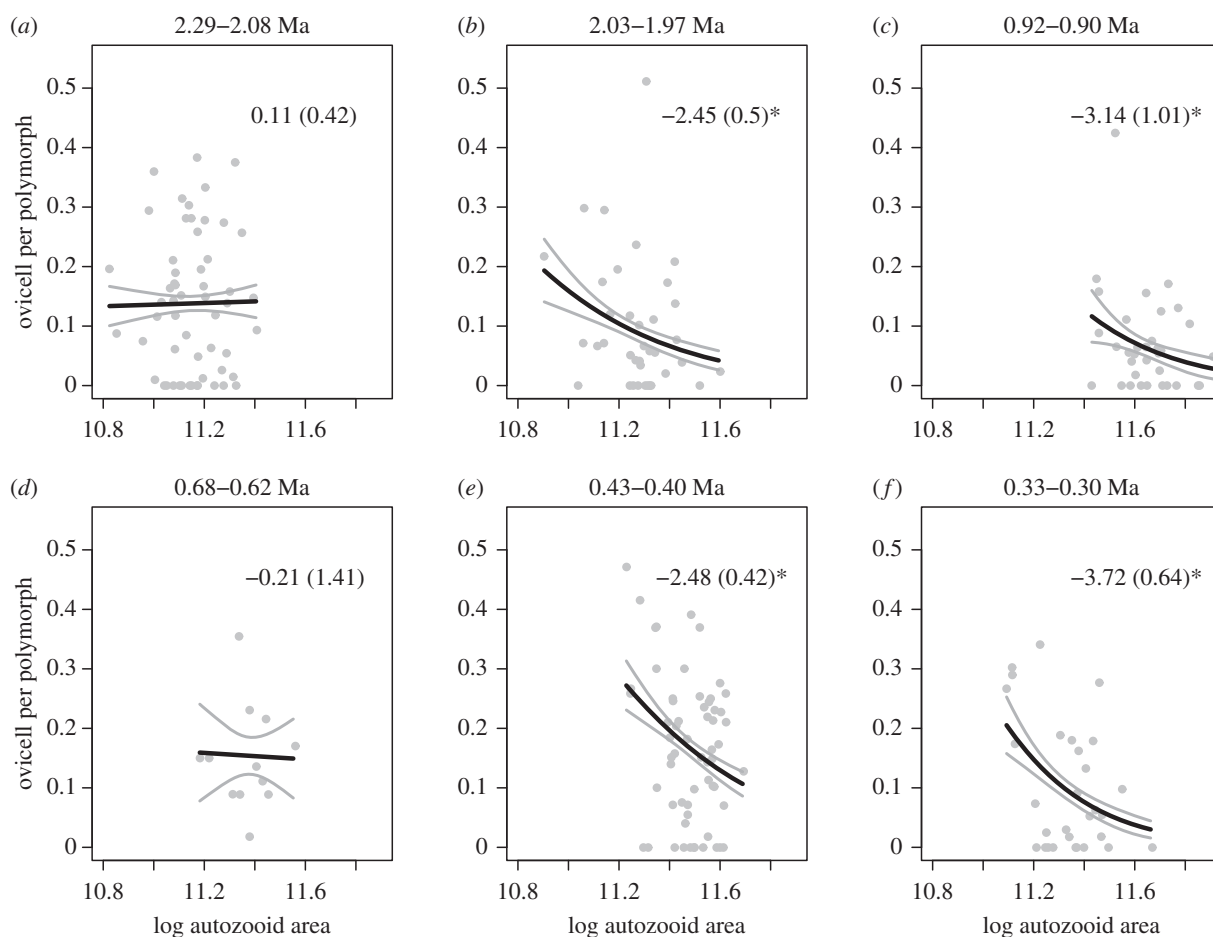 (a) 2.29−2.08 Ma (b) 2.03−1.97 Ma (c) 0.92−0.90 Ma
0.5 0.5 0.5
0.11 (0.42) −2.45 (0.5)* −3.14 (1.01)*
0.4 0.4 0.4
0.3 0.3 0.3
0.2 0.2 0.2
0.1 0.1 0.1
0 0 0
ovicell per polymorph
10.8 11.2 11.6 10.8 11.2 11.6 10.8 11.2 11.6
(d) 0.68−0.62 Ma (e) 0.43−0.40 Ma (f) 0.33−0.30 Ma
0.5 0.5 0.5
−0.21 (1.41) −2.48 (0.42)* −3.72 (0.64)*
0.4 0.4 0.4
0.3 0.3 0.3
0.2 0.2 0.2
0.1 0.1 0.1
0 0 0
ovicell per polymorph
10.8 11.2 11.6 10.8 11.2 11.6 10.8 11.2 11.6
log autozooid area log autozooid area log autozooid area